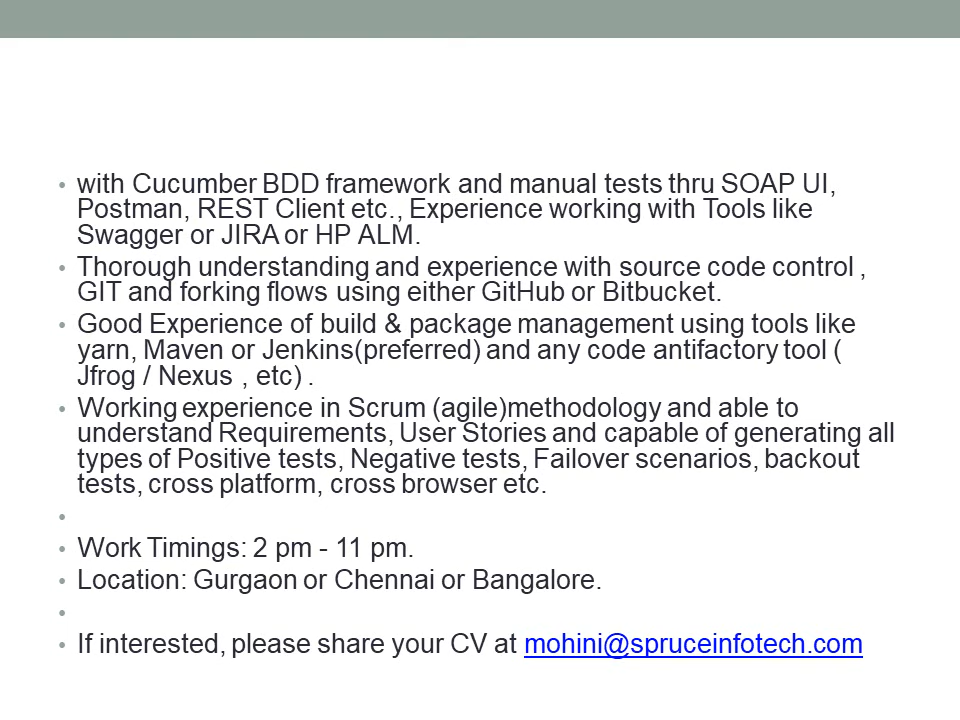 • with Cucumber BDD framework and manual tests thru SOAP UI,
Postman, REST Client etc., Experience working with Tools like
Swagger or JIRA or HP ALM.
• Thorough understanding and experience with source code control ,
GIT and forking flows using either GitHub or Bitbucket.
• Good Experience of build & package management using tools like
yarn, Maven or Jenkins(preferred) and any code antifactory tool (
Jfrog / Nexus , etc) .
• Working experience in Scrum (agile)methodology and able to
understand Requirements, User Stories and capable of generating all
types of Positive tests, Negative tests, Failover scenarios, backout
tests, cross platform, cross browser etc.
•
• Work Timings: 2 pm - 11 pm.
• Location: Gurgaon or Chennai or Bangalore.
•
• If interested, please share your CV at mohini@spruceinfotech.com